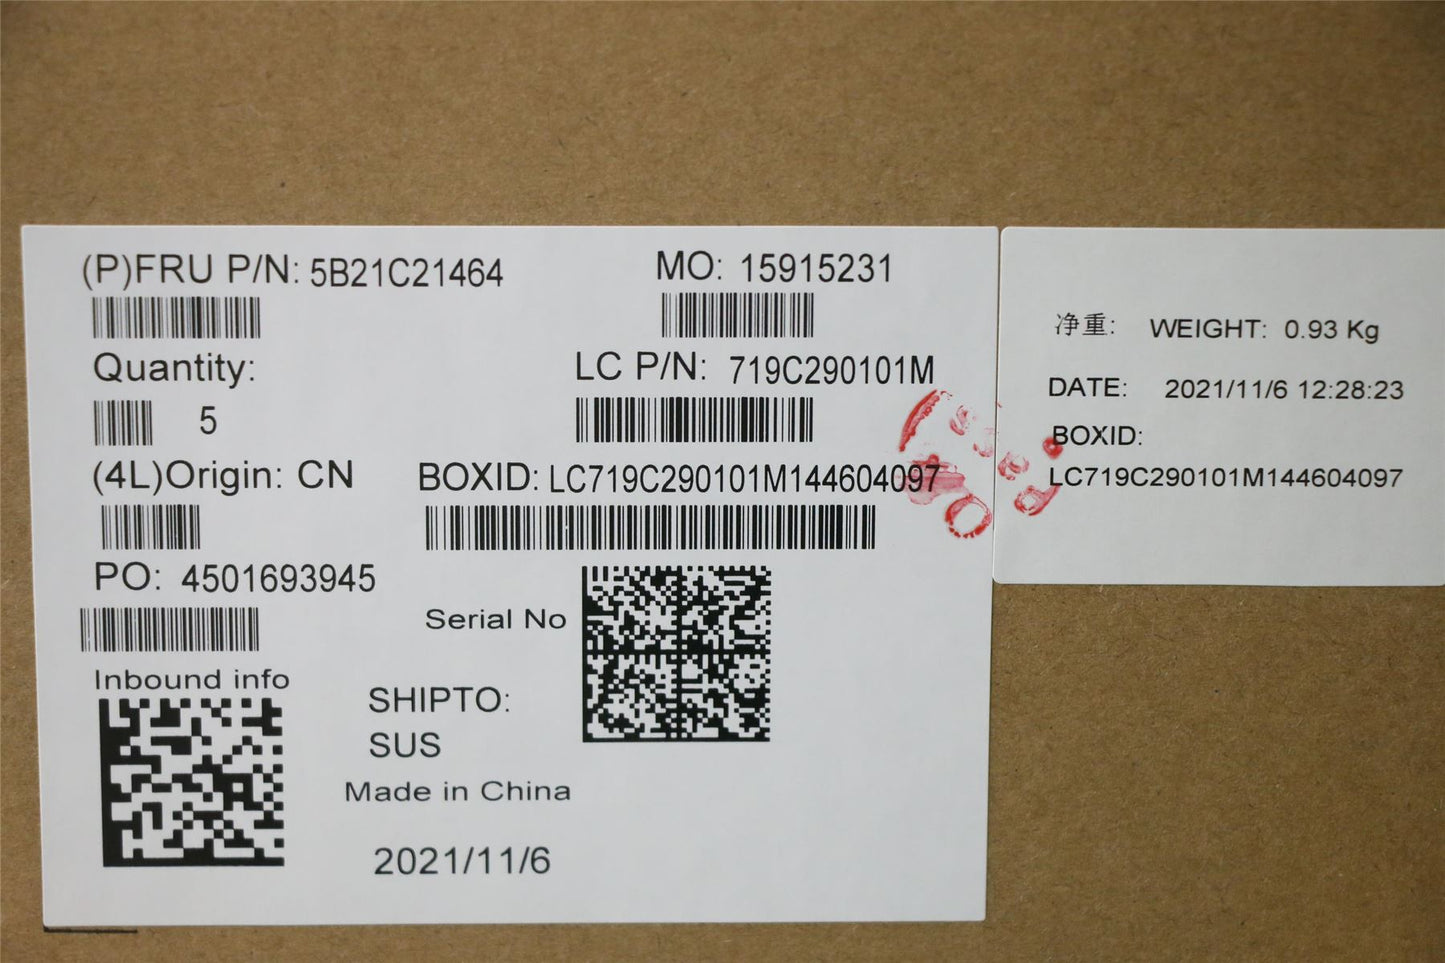 (P)FRU P/N: 5B21C21464
MO: 15915231
Quantity:
5
LC P/N: 719C290101M
(4L)Origin: CN
BOXID: LC719C290101M144604097
PO: 4501693945
Serial No
Inbound info
SHIPTO:
SUS
Made in China
2021/11/6
净重: WEIGHT: 0.93 Kg
DATE: 2021/11/6 12:28:23
BOXID:
LC719C290101M144604097